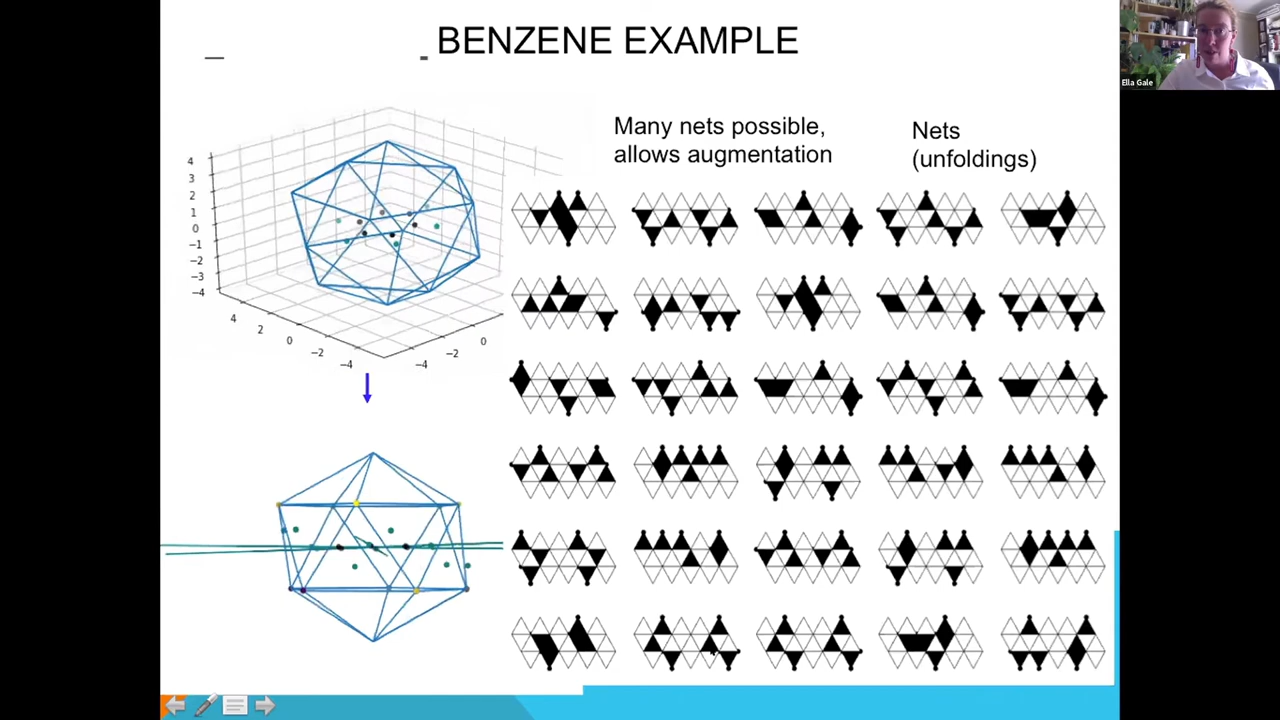 BENZENE EXAMPLE
Ella Gale
Many nets possible,
allows augmentation
Nets
(unfoldings)
4
3
2
1
0
−1
−2
−3
−4
4
2
0
−2
−4
−4
−2
0